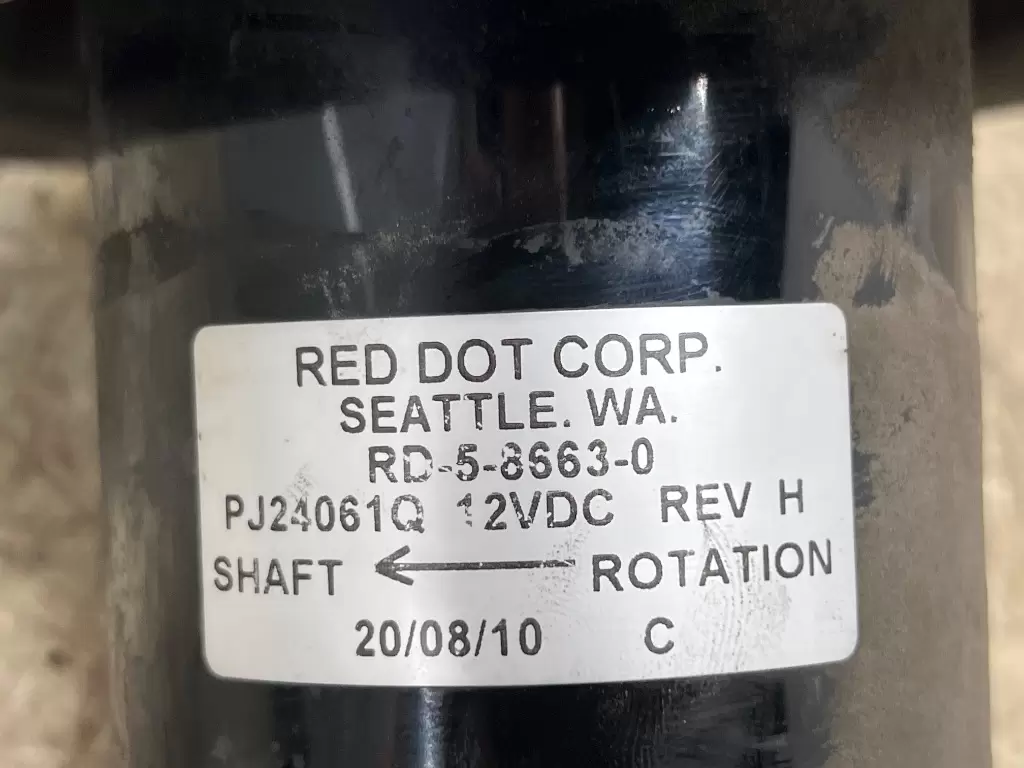 RED DOT CORP.
SEATTLE. WA.
RD-5-8663-0
PJ24061Q 12VDC REV H
SHAFT ← ROTATION
20/08/10 C